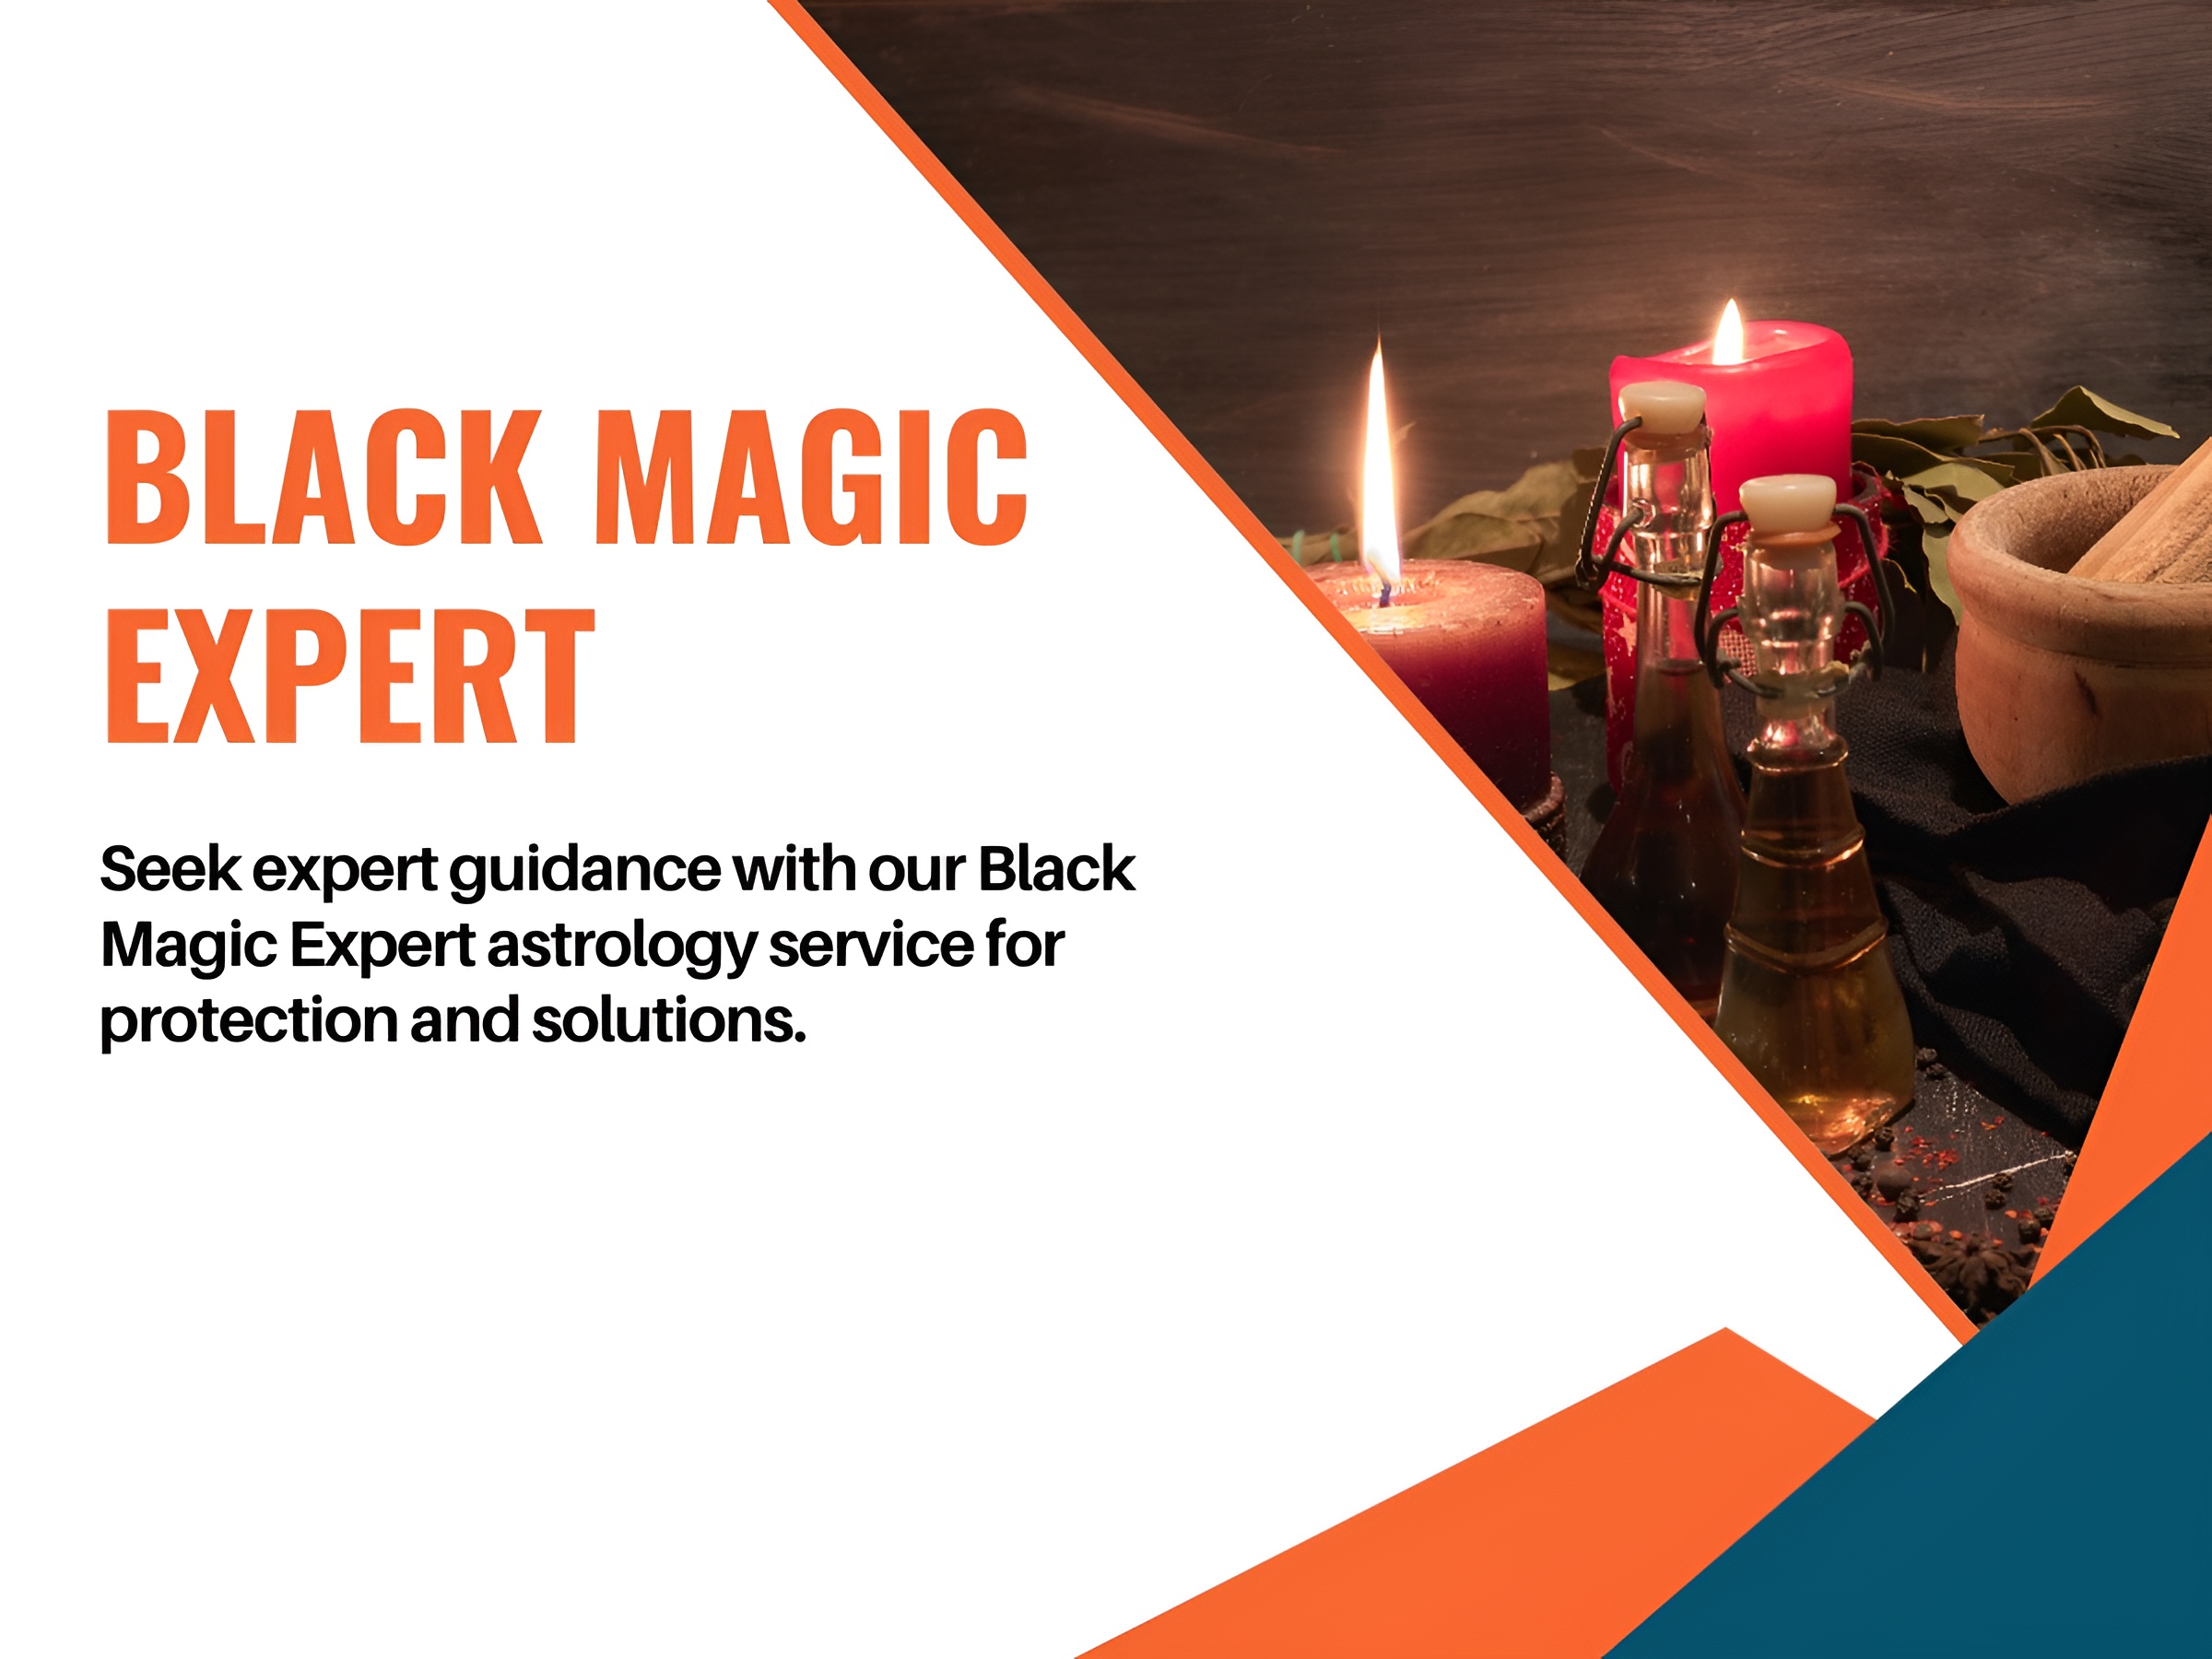 BLACK MAGIC
EXPERT
Seek expert guidance with our Black
Magic Expert astrology service for
protection and solutions.